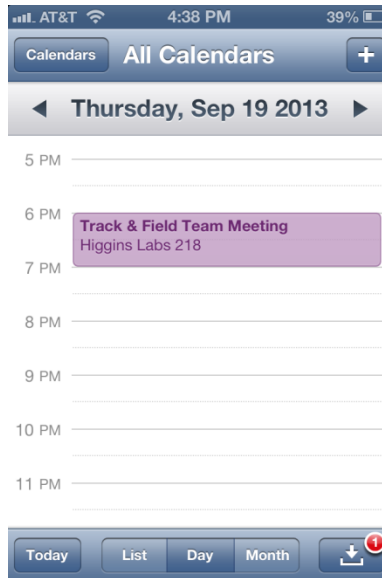 AT&T 4:38 PM 39%
Calendars All Calendars +
Thursday, Sep 19 2013
5 PM
6 PM
Track & Field Team Meeting
Higgins Labs 218
7 PM
8 PM
9 PM
10 PM
11 PM
Today List Day Month 1